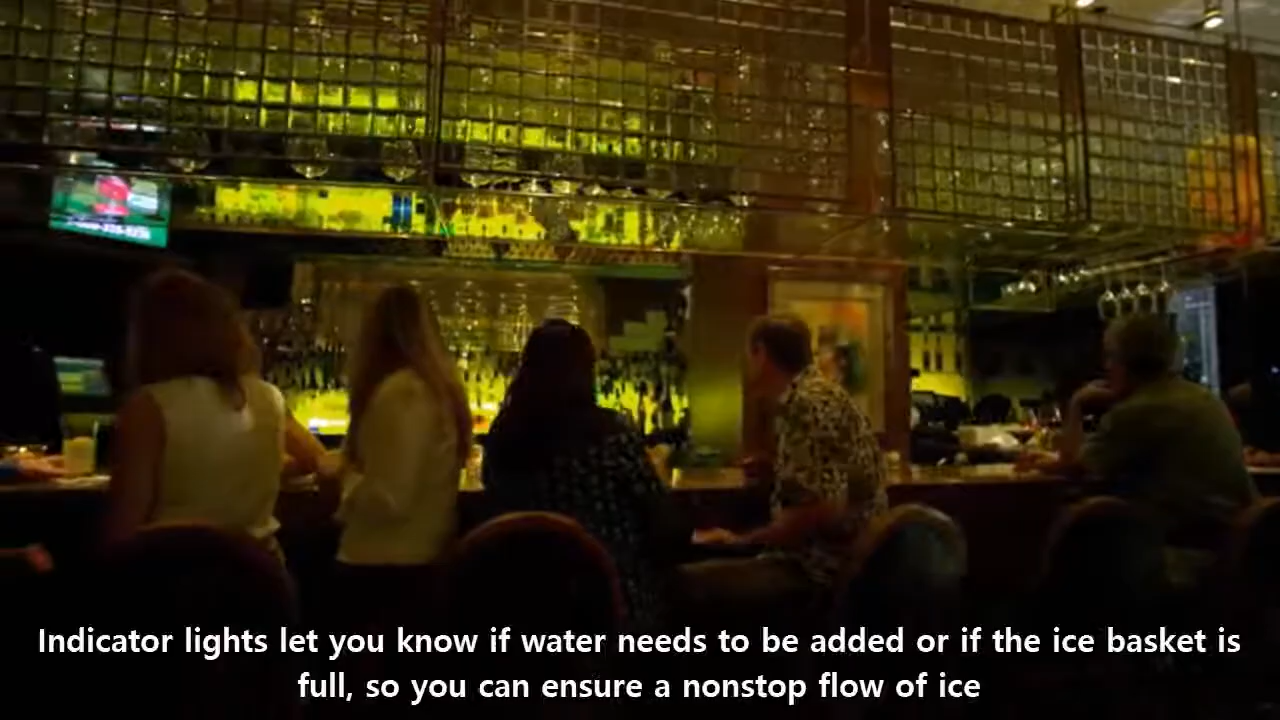 Indicator lights let you know if water needs to be added or if the ice basket is
full, so you can ensure a nonstop flow of ice